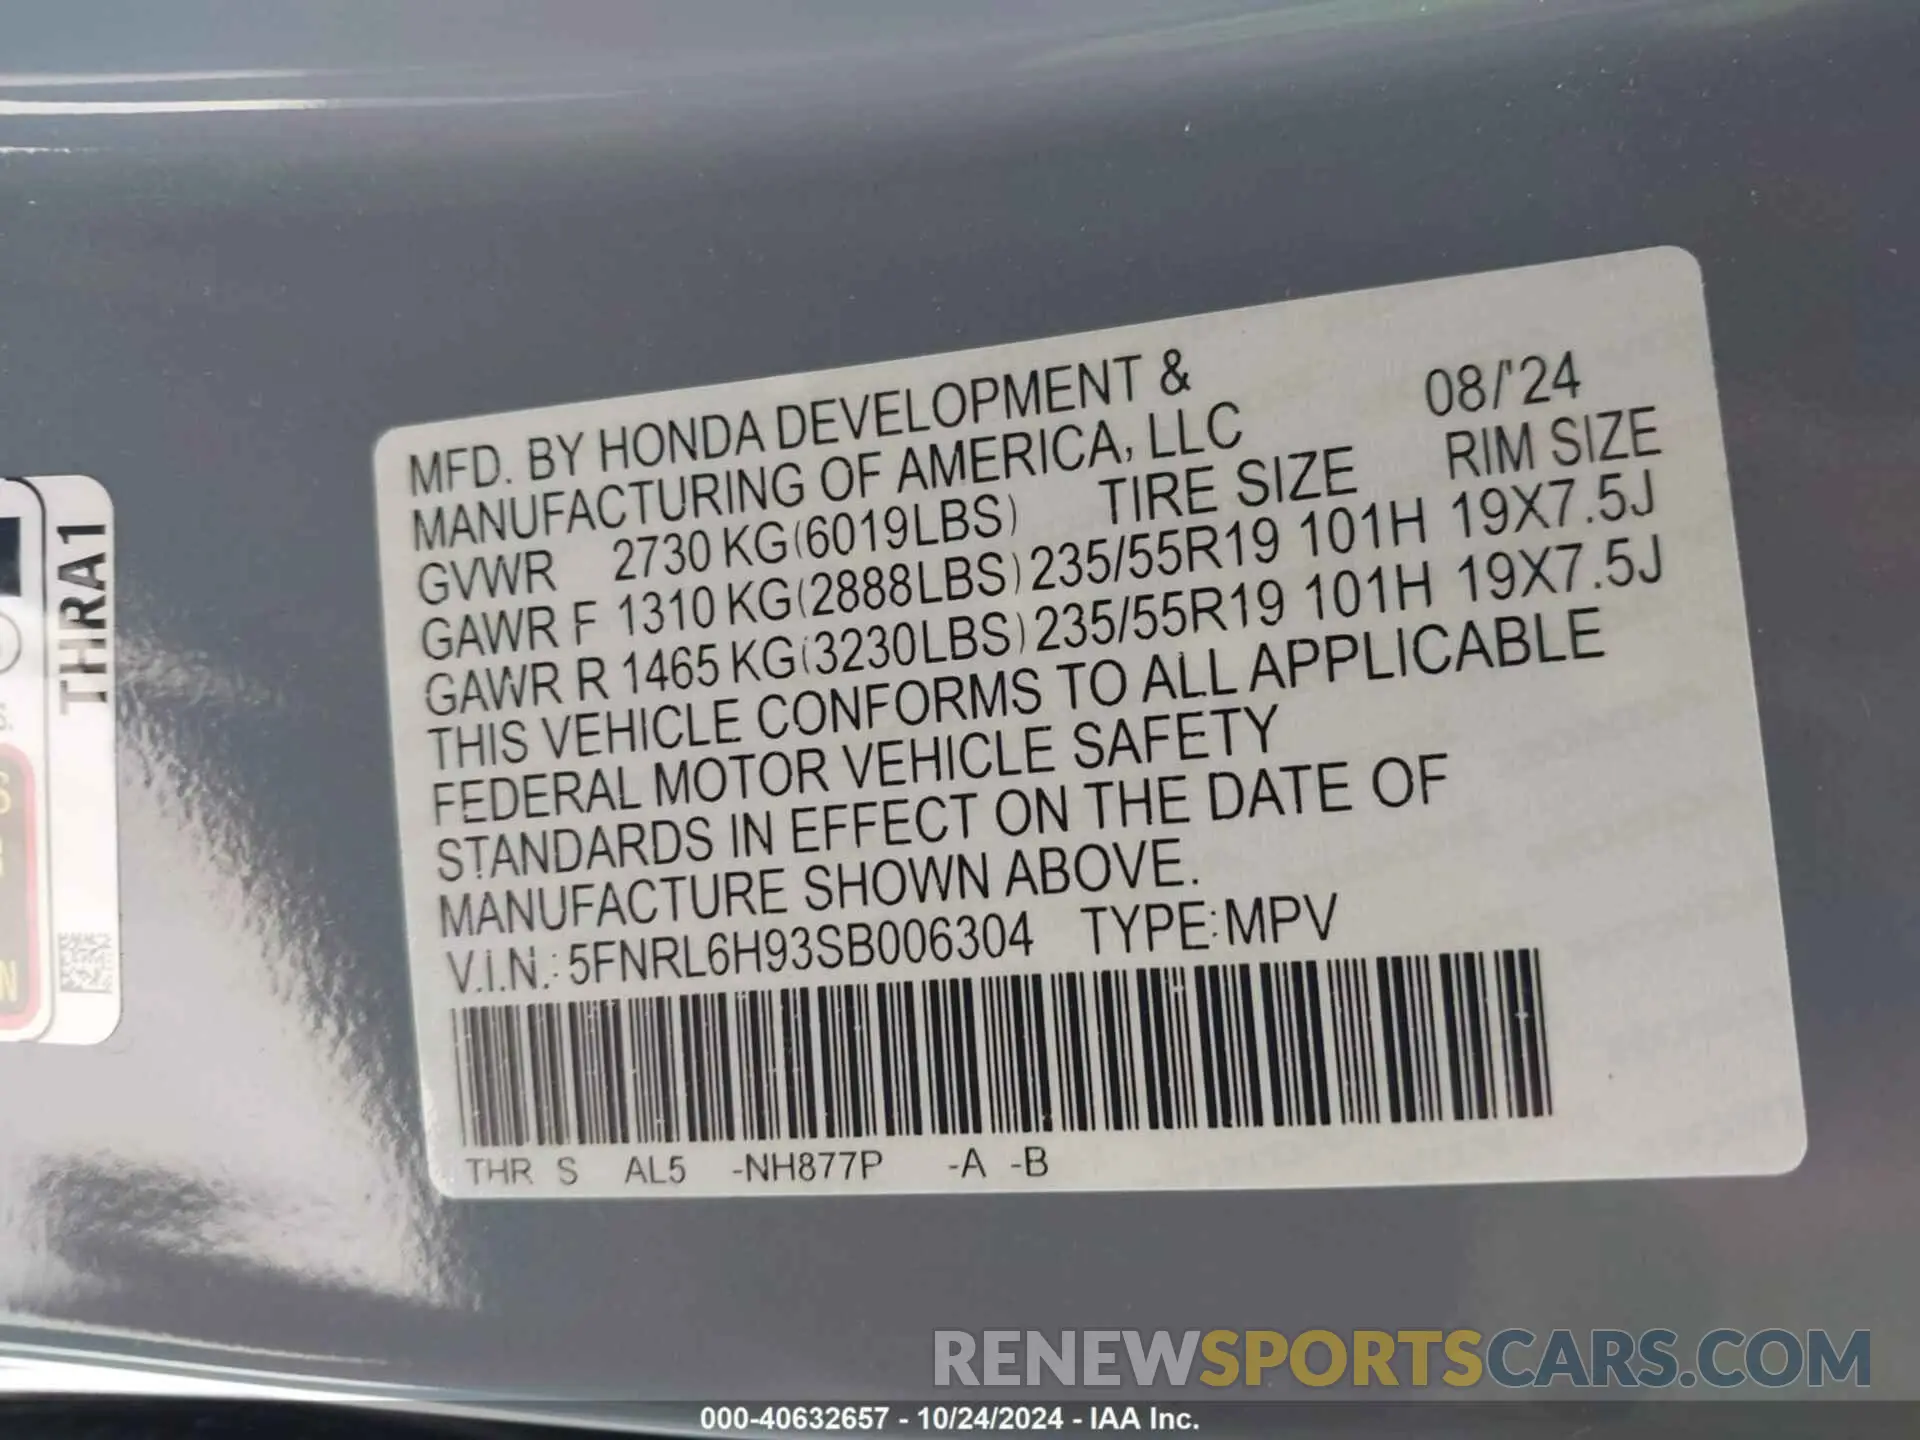 MFD. BY HONDA DEVELOPMENT &
MANUFACTURING OF AMERICA, LLC 08/'24
GVWR 2730 KG(6019LBS) TIRE SIZE RIM SIZE
GAWR F 1310 KG(2888LBS) 235/55R19 101H 19X7.5J
GAWR R 1465 KG(3230LBS) 235/55R19 101H 19X7.5J
THIS VEHICLE CONFORMS TO ALL APPLICABLE
FEDERAL MOTOR VEHICLE SAFETY
STANDARDS IN EFFECT ON THE DATE OF
MANUFACTURE SHOWN ABOVE.
V.I.N.: 5FNRL6H93SB006304 TYPE:MPV
THR S AL5 -NH877P -A -B
THRA1
RENEWSPORTSCARS.COM
000-40632657 - 10/24/2024 - IAA Inc.